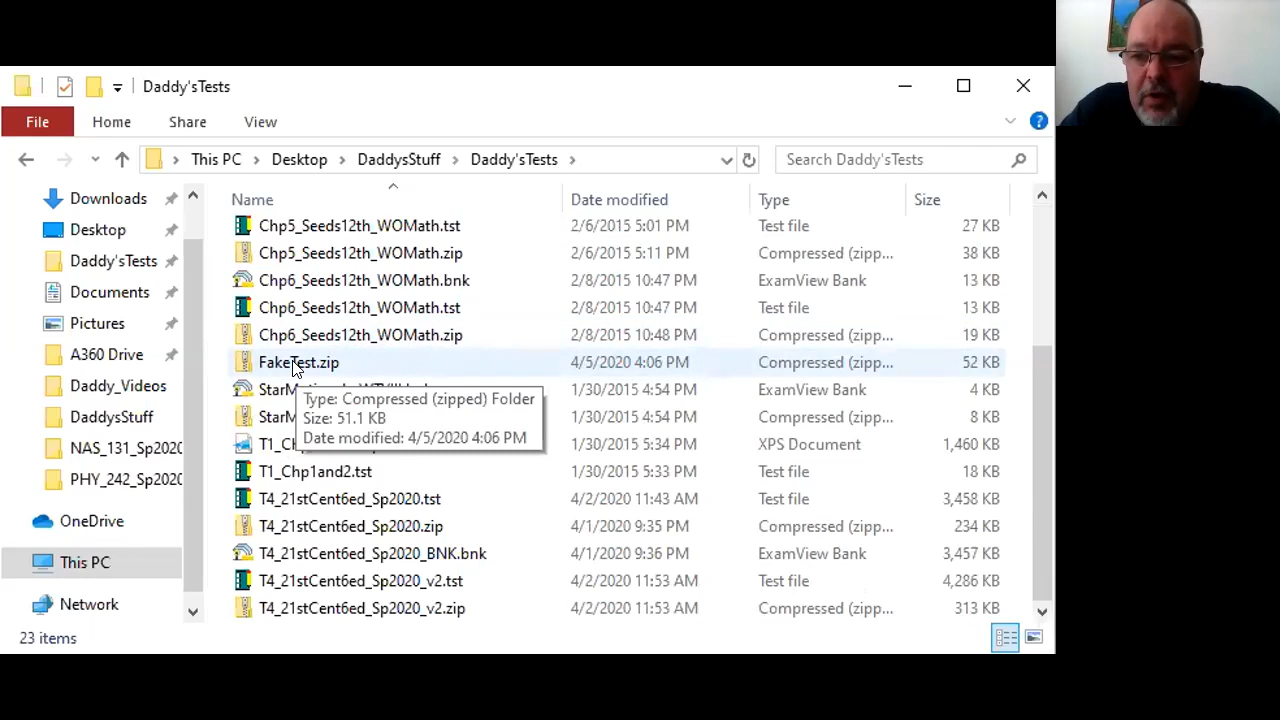 Daddy'sTests
File Home Share View
This PC Desktop DaddysStuff Daddy'sTests Search Daddy'sTests
Name Date modified Type Size
Downloads
Desktop
Daddy'sTests
Documents
Pictures
A360 Drive
Daddy_Videos
DaddysStuff
NAS_131_Sp2020
PHY_242_Sp2020
OneDrive
This PC
Network
Chp5_Seeds12th_WOMath.tst 2/6/2015 5:01 PM Test file 27 KB
Chp5_Seeds12th_WOMath.zip 2/6/2015 5:11 PM Compressed (zipp... 38 KB
Chp6_Seeds12th_WOMath.bnk 2/8/2015 10:47 PM ExamView Bank 13 KB
Chp6_Seeds12th_WOMath.tst 2/8/2015 10:47 PM Test file 13 KB
Chp6_Seeds12th_WOMath.zip 2/8/2015 10:48 PM Compressed (zipp... 19 KB
FakeTest.zip 4/5/2020 4:06 PM Compressed (zipp... 52 KB
1/30/2015 4:54 PM ExamView Bank 4 KB
1/30/2015 4:54 PM Compressed (zipp... 8 KB
1/30/2015 5:34 PM XPS Document 1,460 KB
T1_Chp1and2.tst 1/30/2015 5:33 PM Test file 18 KB
T4_21stCent6ed_Sp2020.tst 4/2/2020 11:43 AM Test file 3,458 KB
T4_21stCent6ed_Sp2020.zip 4/1/2020 9:35 PM Compressed (zipp... 234 KB
T4_21stCent6ed_Sp2020_BNK.bnk 4/1/2020 9:36 PM ExamView Bank 3,457 KB
T4_21stCent6ed_Sp2020_v2.tst 4/2/2020 11:53 AM Test file 4,286 KB
T4_21stCent6ed_Sp2020_v2.zip 4/2/2020 11:53 AM Compressed (zipp... 313 KB
Type: Compressed (zipped) Folder
Size: 51.1 KB
Date modified: 4/5/2020 4:06 PM
23 items